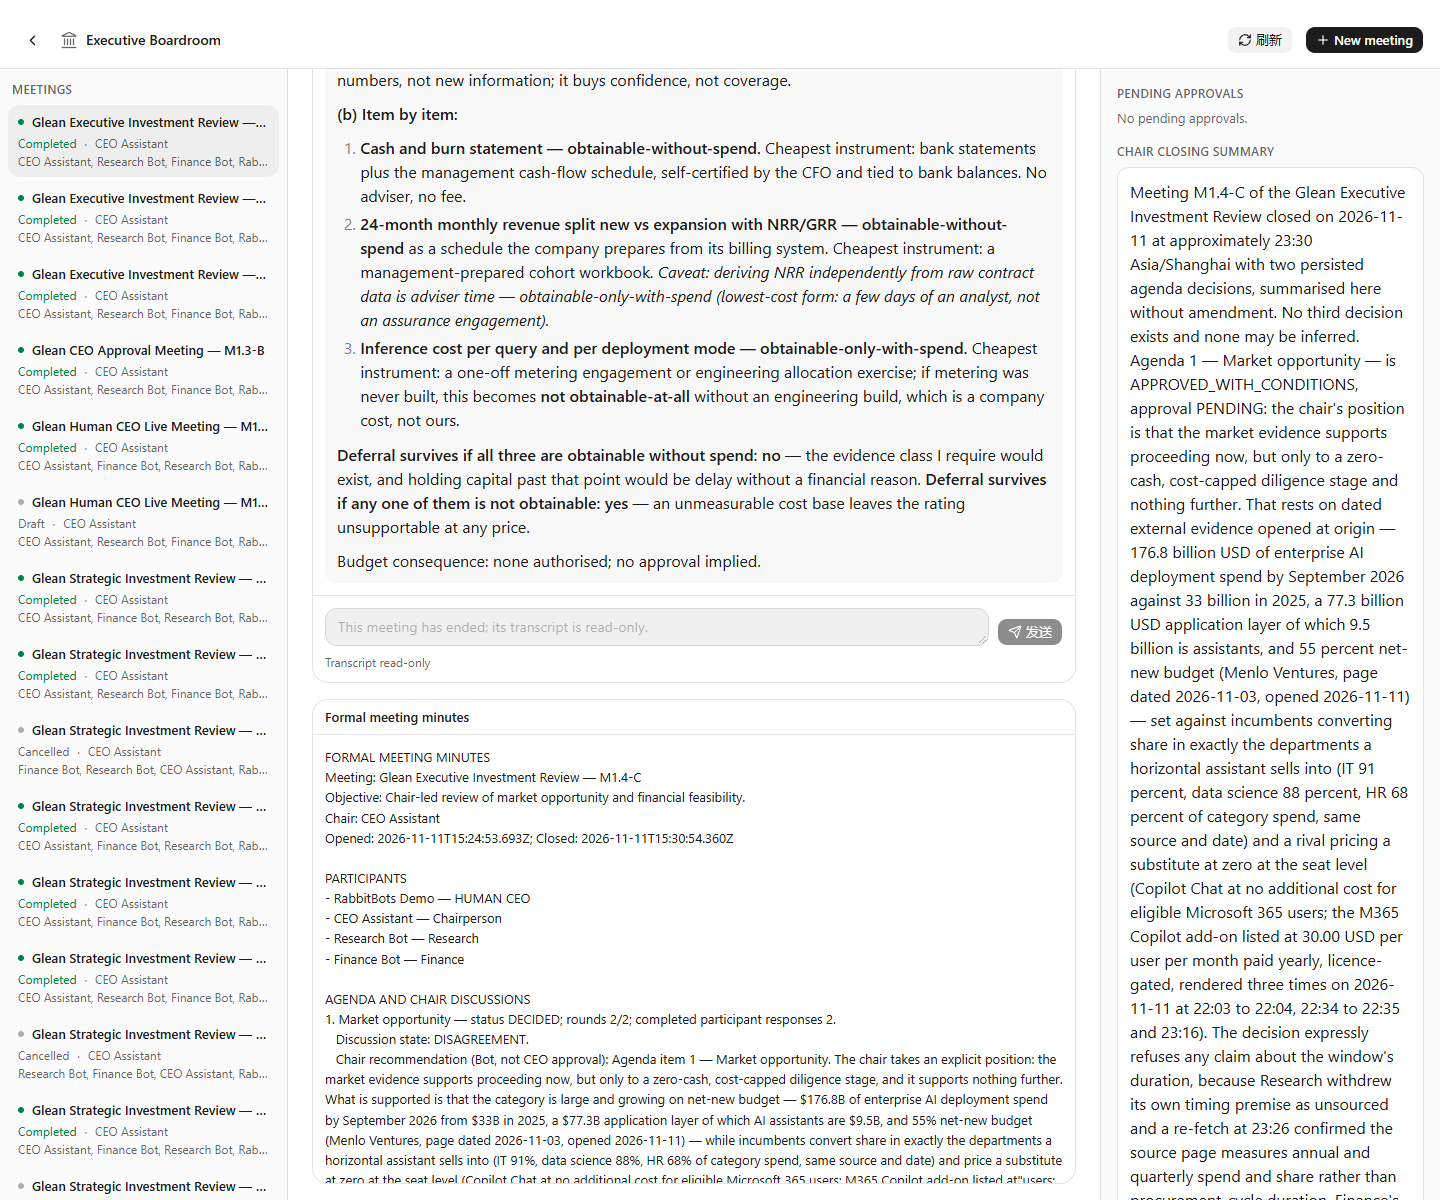 Executive Boardroom
刷新
New meeting
MEETINGS
Glean Executive Investment Review —...
Completed · CEO Assistant
CEO Assistant, Research Bot, Finance Bot, Rab...
Glean Executive Investment Review —...
Completed · CEO Assistant
CEO Assistant, Research Bot, Finance Bot, Rab...
Glean Executive Investment Review —...
Completed · CEO Assistant
CEO Assistant, Research Bot, Finance Bot, Rab...
Glean CEO Approval Meeting — M1.3-B
Completed · CEO Assistant
CEO Assistant, Research Bot, Finance Bot, Rab...
Glean Human CEO Live Meeting — M1...
Completed · CEO Assistant
CEO Assistant, Finance Bot, Research Bot, Rab...
Glean Human CEO Live Meeting — M1...
Draft · CEO Assistant
CEO Assistant, Research Bot, Finance Bot, Rab...
Glean Strategic Investment Review — ...
Completed · CEO Assistant
CEO Assistant, Finance Bot, Research Bot, Rab...
Glean Strategic Investment Review — ...
Completed · CEO Assistant
CEO Assistant, Research Bot, Finance Bot, Rab...
Glean Strategic Investment Review — ...
Cancelled · CEO Assistant
Finance Bot, Research Bot, CEO Assistant, Rab...
Glean Strategic Investment Review — ...
Completed · CEO Assistant
CEO Assistant, Finance Bot, Research Bot, Rab...
Glean Strategic Investment Review — ...
Completed · CEO Assistant
CEO Assistant, Finance Bot, Research Bot, Rab...
Glean Strategic Investment Review — ...
Completed · CEO Assistant
CEO Assistant, Research Bot, Finance Bot, Rab...
Glean Strategic Investment Review — ...
Cancelled · CEO Assistant
Research Bot, Finance Bot, CEO Assistant, Rab...
Glean Strategic Investment Review — ...
Completed · CEO Assistant
CEO Assistant, Finance Bot, Research Bot, Rab...
Glean Strategic Investment Review — ...
numbers, not new information; it buys confidence, not coverage.
(b) Item by item:
1. Cash and burn statement — obtainable-without-spend. Cheapest instrument: bank statements
plus the management cash-flow schedule, self-certified by the CFO and tied to bank balances. No
adviser, no fee.
2. 24-month monthly revenue split new vs expansion with NRR/GRR — obtainable-without-
spend as a schedule the company prepares from its billing system. Cheapest instrument: a
management-prepared cohort workbook. Caveat: deriving NRR independently from raw contract
data is adviser time — obtainable-only-with-spend (lowest-cost form: a few days of an analyst, not
an assurance engagement).
3. Inference cost per query and per deployment mode — obtainable-only-with-spend. Cheapest
instrument: a one-off metering engagement or engineering allocation exercise; if metering was
never built, this becomes not obtainable-at-all without an engineering build, which is a company
cost, not ours.
Deferral survives if all three are obtainable without spend: no — the evidence class I require would
exist, and holding capital past that point would be delay without a financial reason. Deferral survives
if any one of them is not obtainable: yes — an unmeasurable cost base leaves the rating
unsupportable at any price.
Budget consequence: none authorised; no approval implied.
This meeting has ended; its transcript is read-only.
发送
Transcript read-only
Formal meeting minutes
FORMAL MEETING MINUTES
Meeting: Glean Executive Investment Review — M1.4-C
Objective: Chair-led review of market opportunity and financial feasibility.
Chair: CEO Assistant
Opened: 2026-11-11T15:24:53.693Z; Closed: 2026-11-11T15:30:54.360Z
PARTICIPANTS
- RabbitBots Demo — HUMAN CEO
- CEO Assistant — Chairperson
- Research Bot — Research
- Finance Bot — Finance
AGENDA AND CHAIR DISCUSSIONS
1. Market opportunity — status DECIDED; rounds 2/2; completed participant responses 2.
Discussion state: DISAGREEMENT.
Chair recommendation (Bot, not CEO approval): Agenda item 1 — Market opportunity. The chair takes an explicit position: the
market evidence supports proceeding now, but only to a zero-cash, cost-capped diligence stage, and it supports nothing further.
What is supported is that the category is large and growing on net-new budget — $176.8B of enterprise AI deployment spend
by September 2026 from $33B in 2025, a $77.3B application layer of which AI assistants are $9.5B, and 55% net-new budget
(Menlo Ventures, page dated 2026-11-03, opened 2026-11-11) — while incumbents convert share in exactly the departments a
horizontal assistant sells into (IT 91%, data science 88%, HR 68% of category spend, same source and date) and price a substitute
at zero at the seat level (Copilot Chat at no additional cost for eligible Microsoft 365 users; M365 Copilot add-on listed at
PENDING APPROVALS
No pending approvals.
CHAIR CLOSING SUMMARY
Meeting M1.4-C of the Glean Executive
Investment Review closed on 2026-11-
11 at approximately 23:30
Asia/Shanghai with two persisted
agenda decisions, summarised here
without amendment. No third decision
exists and none may be inferred.
Agenda 1 — Market opportunity — is
APPROVED_WITH_CONDITIONS,
approval PENDING: the chair's position
is that the market evidence supports
proceeding now, but only to a zero-
cash, cost-capped diligence stage and
nothing further. That rests on dated
external evidence opened at origin —
176.8 billion USD of enterprise AI
deployment spend by September 2026
against 33 billion in 2025, a 77.3 billion
USD application layer of which 9.5
billion is assistants, and 55 percent net-
new budget (Menlo Ventures, page
dated 2026-11-03, opened 2026-11-11)
— set against incumbents converting
share in exactly the departments a
horizontal assistant sells into (IT 91
percent, data science 88 percent, HR 68
percent of category spend, same
source and date) and a rival pricing a
substitute at zero at the seat level
(Copilot Chat at no additional cost for
eligible Microsoft 365 users; the M365
Copilot add-on listed at 30.00 USD per
user per month paid yearly, licence-
gated, rendered three times on 2026-
11-11 at 22:03 to 22:04, 22:34 to 22:35
and 23:16). The decision expressly
refuses any claim about the window's
duration, because Research withdrew
its own timing premise as unsourced
and a re-fetch at 23:26 confirmed the
source page measures annual and
quarterly spend and share rather than
procurement-cycle duration. Finance's